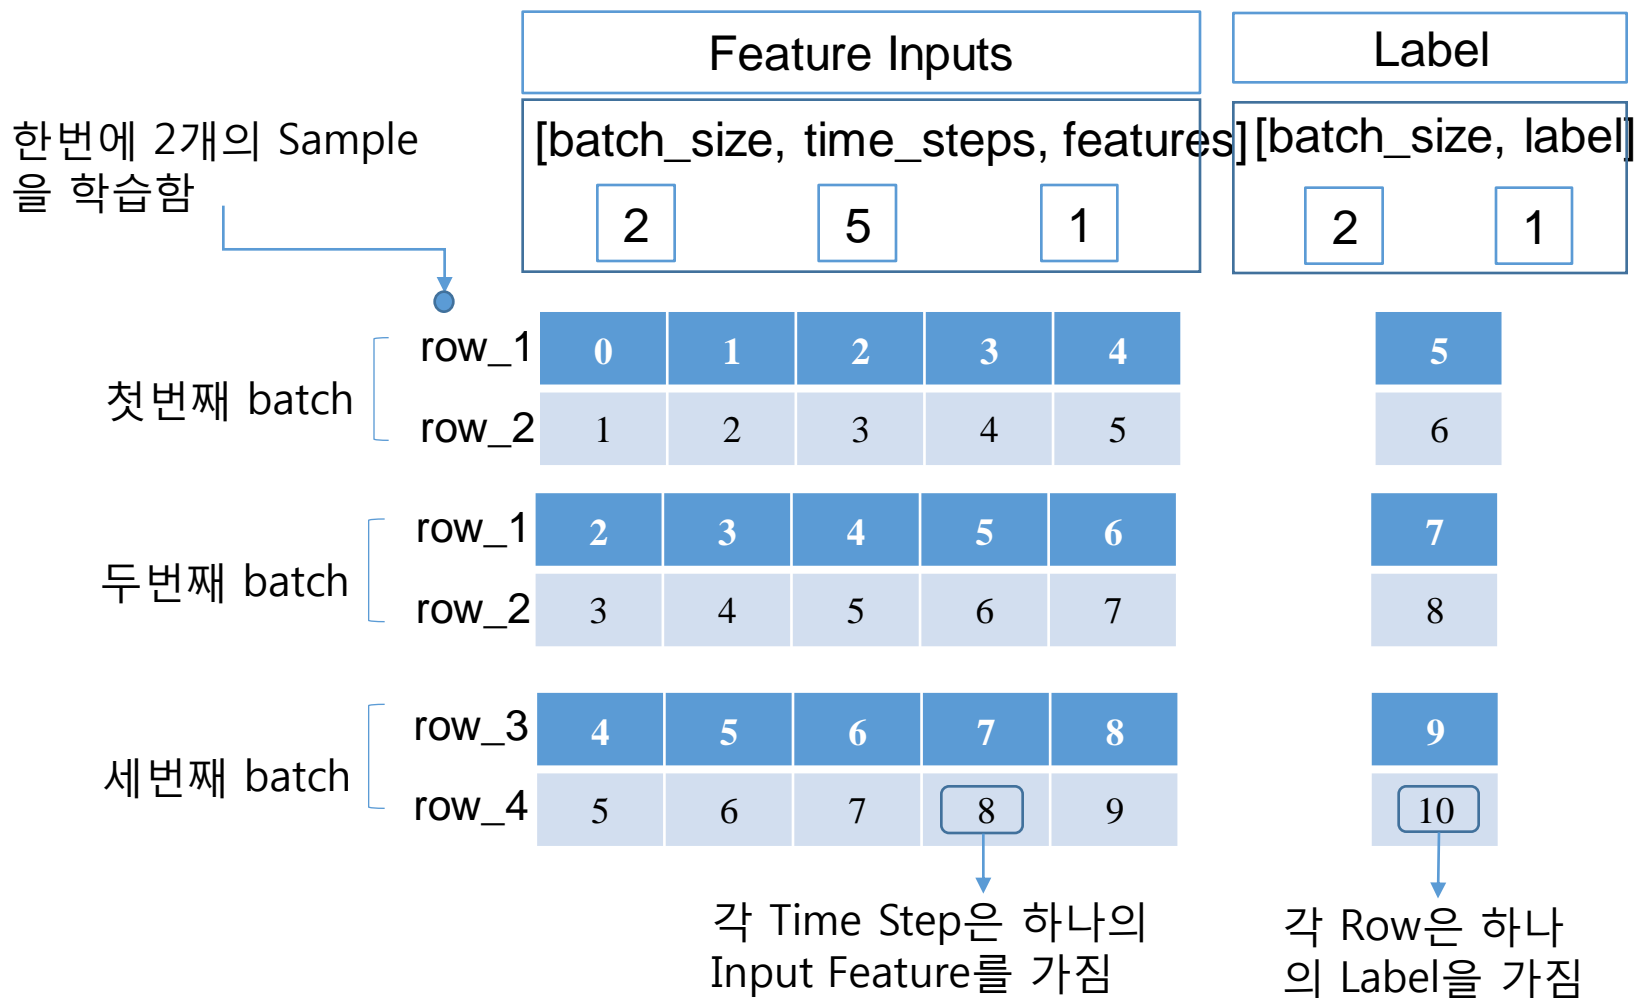 Feature Inputs
Label
한번에 2개의 Sample
을 학습함
[batch_size, time_steps, features]
[batch_size, label]
2 5 1
2 1
첫번째 batch
row_1 0 1 2 3 4 5
row_2 1 2 3 4 5 6
두번째 batch
row_1 2 3 4 5 6 7
row_2 3 4 5 6 7 8
세번째 batch
row_3 4 5 6 7 8 9
row_4 5 6 7 8 9 10
각 Time Step은 하나의
Input Feature를 가짐
각 Row은 하나
의 Label을 가짐